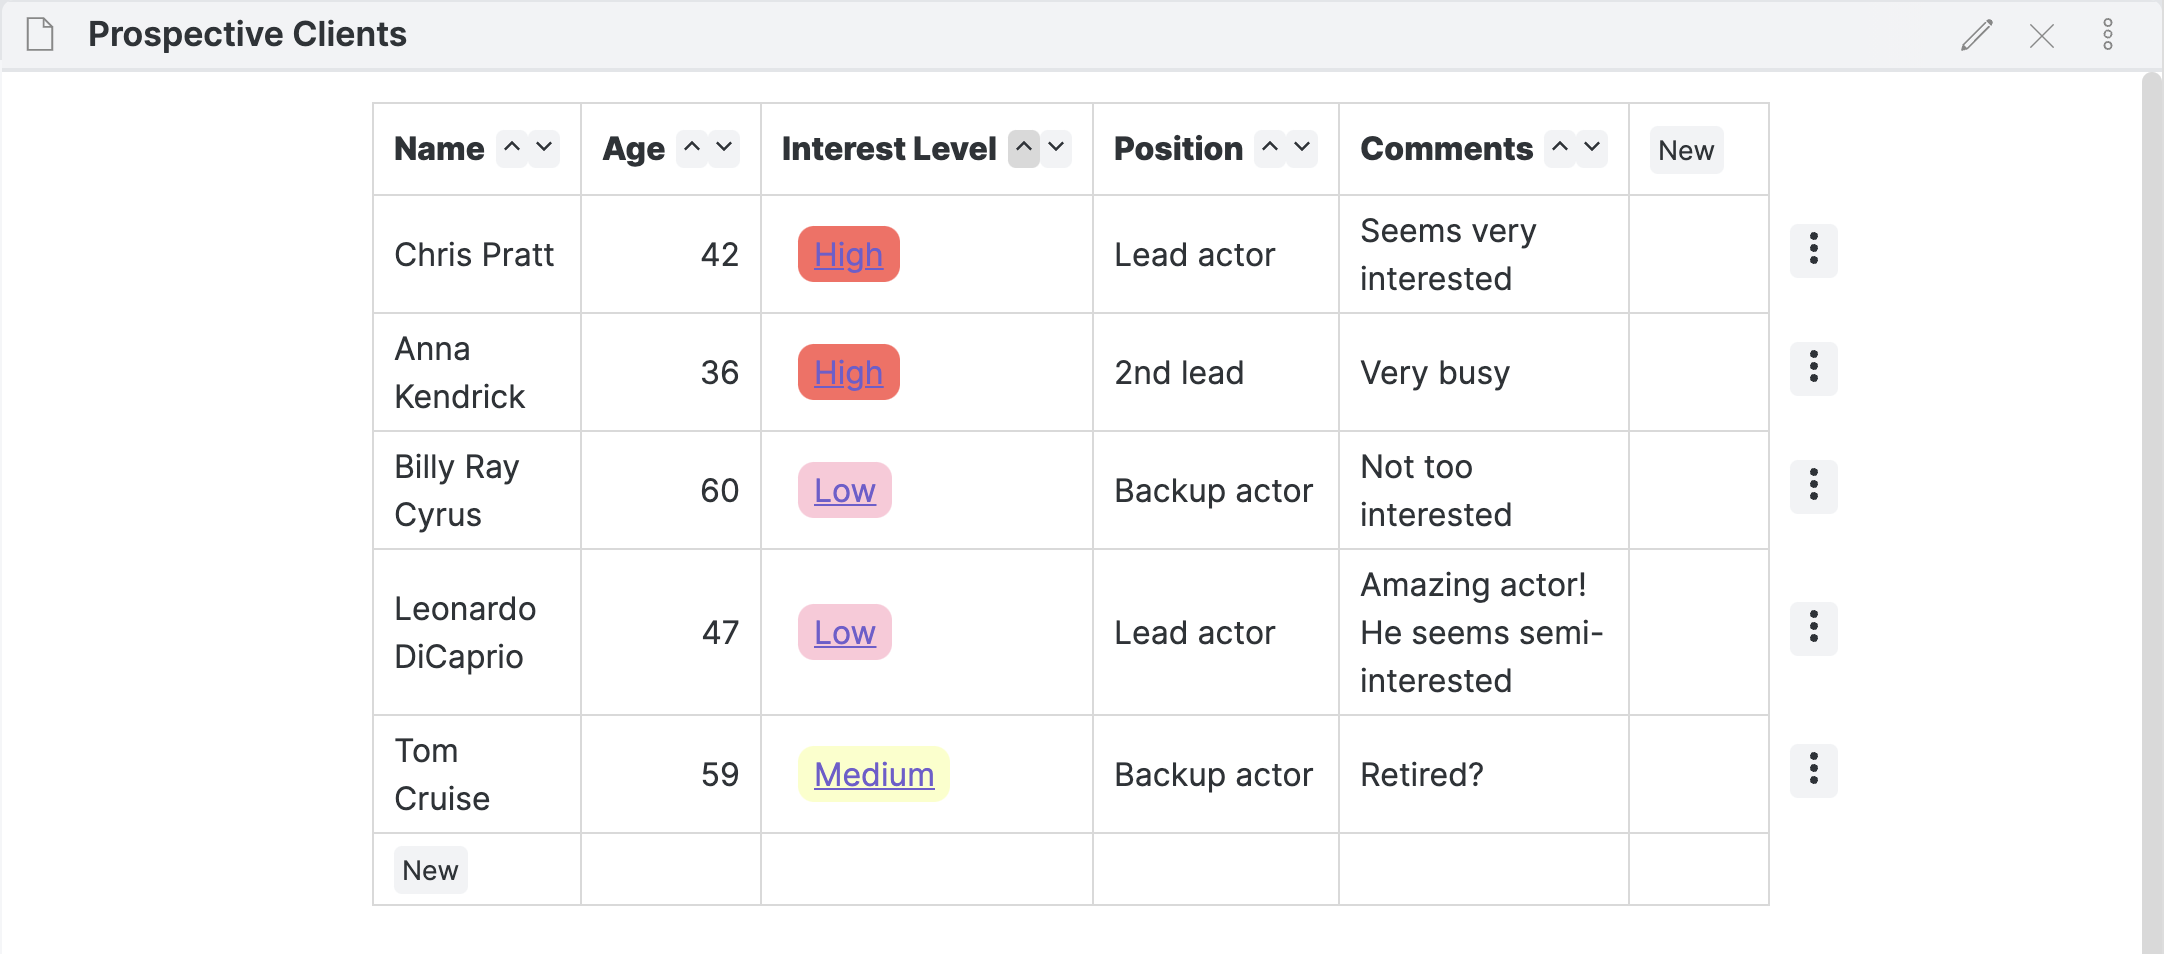 Prospective Clients
Name Age Interest Level Position Comments New
Chris Pratt 42 High Lead actor Seems very
interested
Anna
Kendrick 36 High 2nd lead Very busy
Billy Ray
Cyrus 60 Low Backup actor Not too
interested
Leonardo
DiCaprio 47 Low Lead actor Amazing actor!
He seems semi-
interested
Tom
Cruise 59 Medium Backup actor Retired?
New